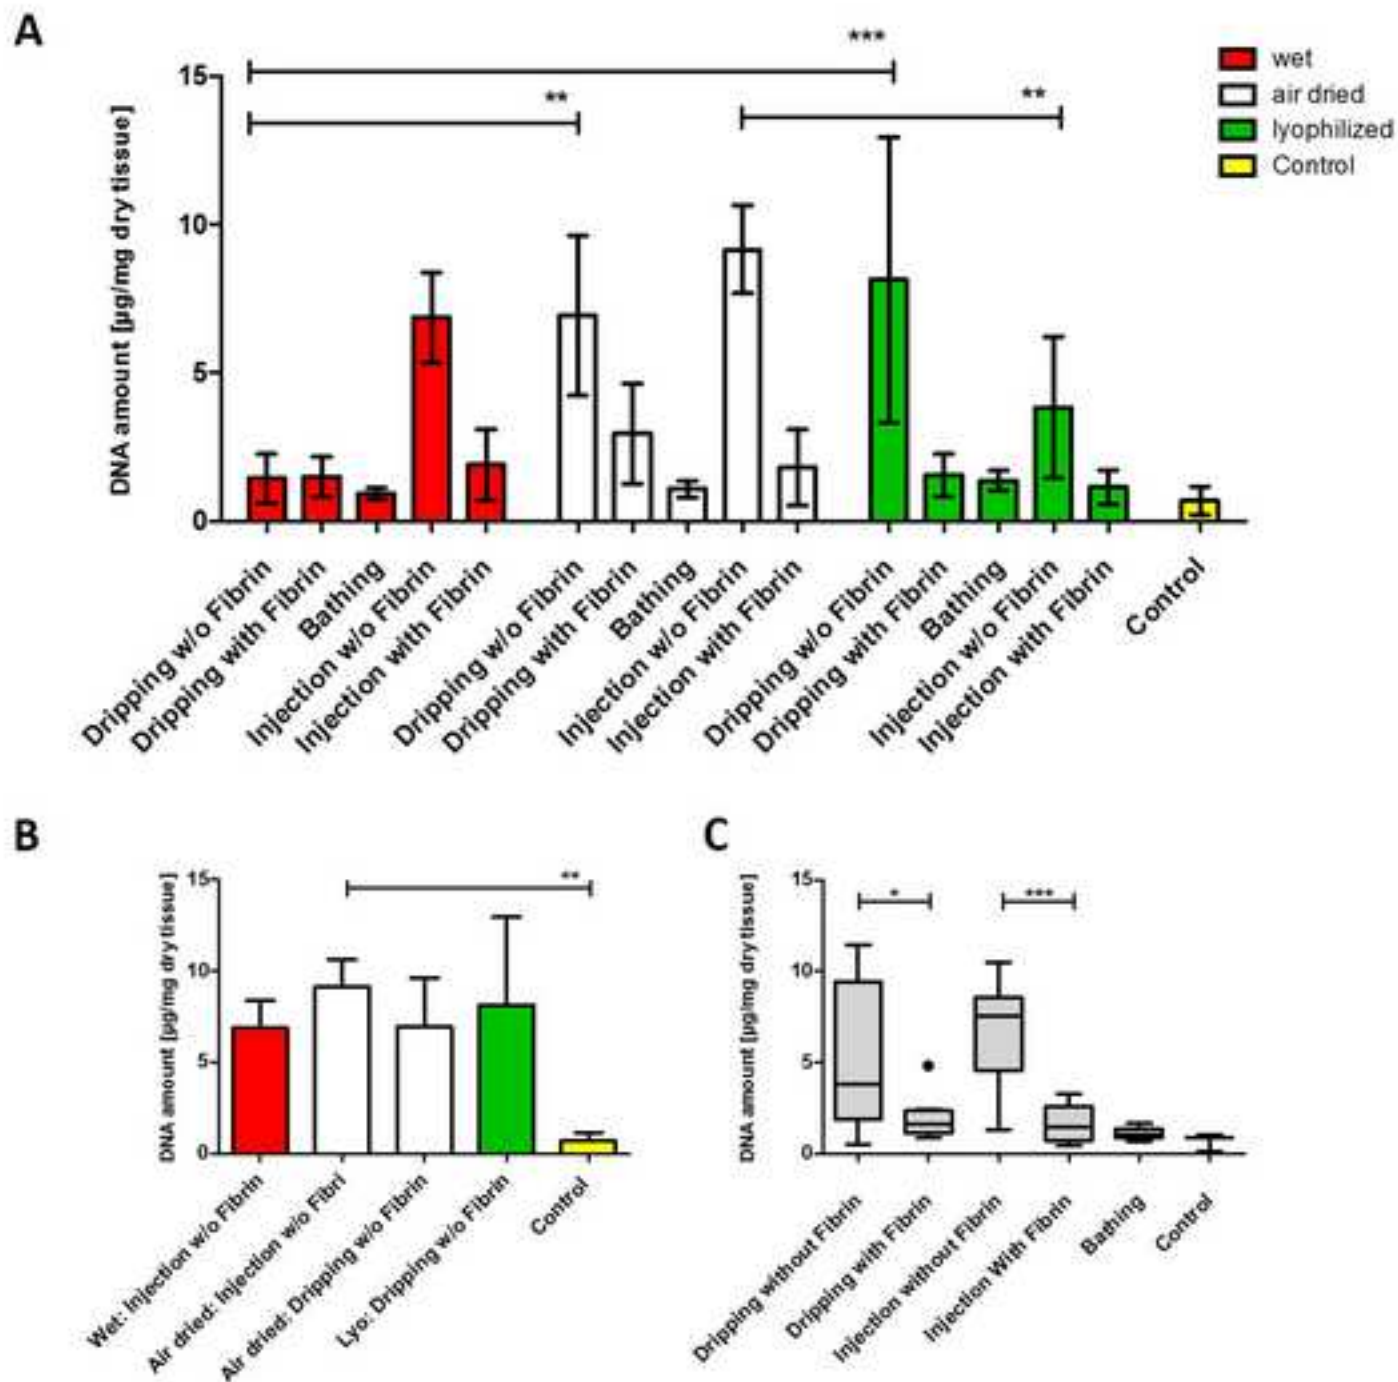 A
***
**
**
wet
air dried
lyophilized
Control
DNA amount [µg/mg dry tissue]
15
10
5
0
Dripping w/o Fibrin
Dripping with Fibrin
Bathing
Injection w/o Fibrin
Injection with Fibrin
Dripping w/o Fibrin
Dripping with Fibrin
Bathing
Injection w/o Fibrin
Injection with Fibrin
Dripping w/o Fibrin
Dripping with Fibrin
Bathing
Injection w/o Fibrin
Injection with Fibrin
Control
B
**
DNA amount [µg/mg dry tissue]
15
10
5
0
Wet: Injection w/o Fibrin
Air dried: Injection w/o Fibri
Air dried: Dripping w/o Fibrin
Lyo: Dripping w/o Fibrin
Control
C
*
***
DNA amount [µg/mg dry tissue]
15
10
5
0
Dripping without Fibrin
Dripping with Fibrin
Injection without Fibrin
Injection With Fibrin
Bathing
Control